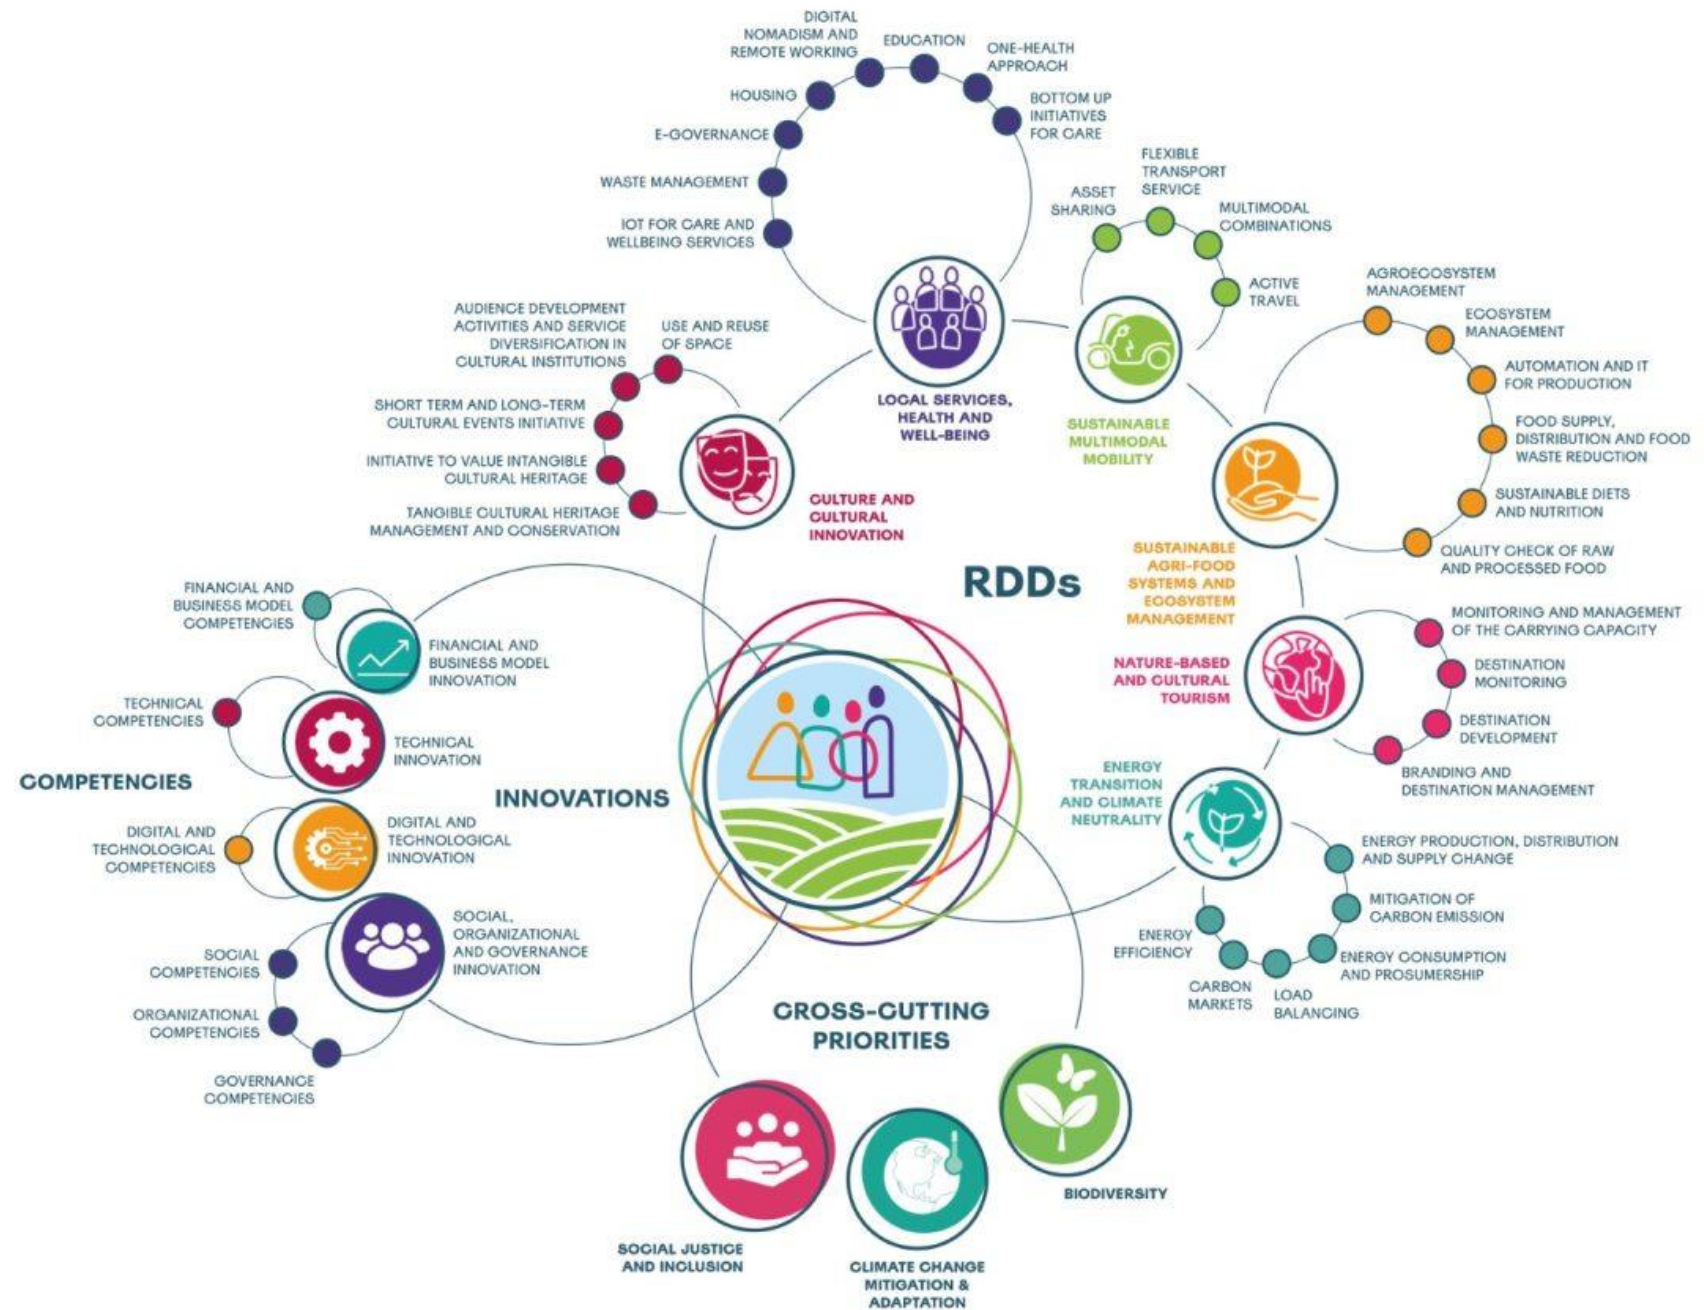 DIGITAL
NOMADISM AND
REMOTE WORKING
EDUCATION
ONE-HEALTH
APPROACH
BOTTOM UP
INITIATIVES
FOR CARE
HOUSING
E-GOVERNANCE
WASTE MANAGEMENT
IOT FOR CARE AND
WELLBEING SERVICES
LOCAL SERVICES,
HEALTH AND
WELL-BEING
FLEXIBLE
TRANSPORT
SERVICE
ASSET
SHARING
MULTIMODAL
COMBINATIONS
ACTIVE
TRAVEL
SUSTAINABLE
MULTIMODAL
MOBILITY
AGROECOSYSTEM
MANAGEMENT
ECOSYSTEM
MANAGEMENT
AUTOMATION AND IT
FOR PRODUCTION
FOOD SUPPLY,
DISTRIBUTION AND FOOD
WASTE REDUCTION
SUSTAINABLE DIETS
AND NUTRITION
QUALITY CHECK OF RAW
AND PROCESSED FOOD
SUSTAINABLE
AGRI-FOOD
SYSTEMS AND
ECOSYSTEM
MANAGEMENT
AUDIENCE DEVELOPMENT
ACTIVITIES AND SERVICE
DIVERSIFICATION IN
CULTURAL INSTITUTIONS
USE AND REUSE
OF SPACE
SHORT TERM AND LONG-TERM
CULTURAL EVENTS INITIATIVE
INITIATIVE TO VALUE INTANGIBLE
CULTURAL HERITAGE
TANGIBLE CULTURAL HERITAGE
MANAGEMENT AND CONSERVATION
CULTURE AND
CULTURAL
INNOVATION
RDDs
MONITORING AND MANAGEMENT
OF THE CARRYING CAPACITY
DESTINATION
MONITORING
DESTINATION
DEVELOPMENT
BRANDING AND
DESTINATION MANAGEMENT
NATURE-BASED
AND CULTURAL
TOURISM
ENERGY
TRANSITION
AND CLIMATE
NEUTRALITY
ENERGY PRODUCTION, DISTRIBUTION
AND SUPPLY CHANGE
MITIGATION OF
CARBON EMISSION
ENERGY CONSUMPTION
AND PROSUMERSHIP
LOAD
BALANCING
CARBON
MARKETS
ENERGY
EFFICIENCY
FINANCIAL AND
BUSINESS MODEL
COMPETENCIES
FINANCIAL AND
BUSINESS MODEL
INNOVATION
TECHNICAL
COMPETENCIES
TECHNICAL
INNOVATION
COMPETENCIES
INNOVATIONS
DIGITAL AND
TECHNOLOGICAL
COMPETENCIES
DIGITAL AND
TECHNOLOGICAL
INNOVATION
SOCIAL,
ORGANIZATIONAL
AND GOVERNANCE
INNOVATION
SOCIAL
COMPETENCIES
ORGANIZATIONAL
COMPETENCIES
GOVERNANCE
COMPETENCIES
CROSS-CUTTING
PRIORITIES
SOCIAL JUSTICE
AND INCLUSION
CLIMATE CHANGE
MITIGATION &
ADAPTATION
BIODIVERSITY